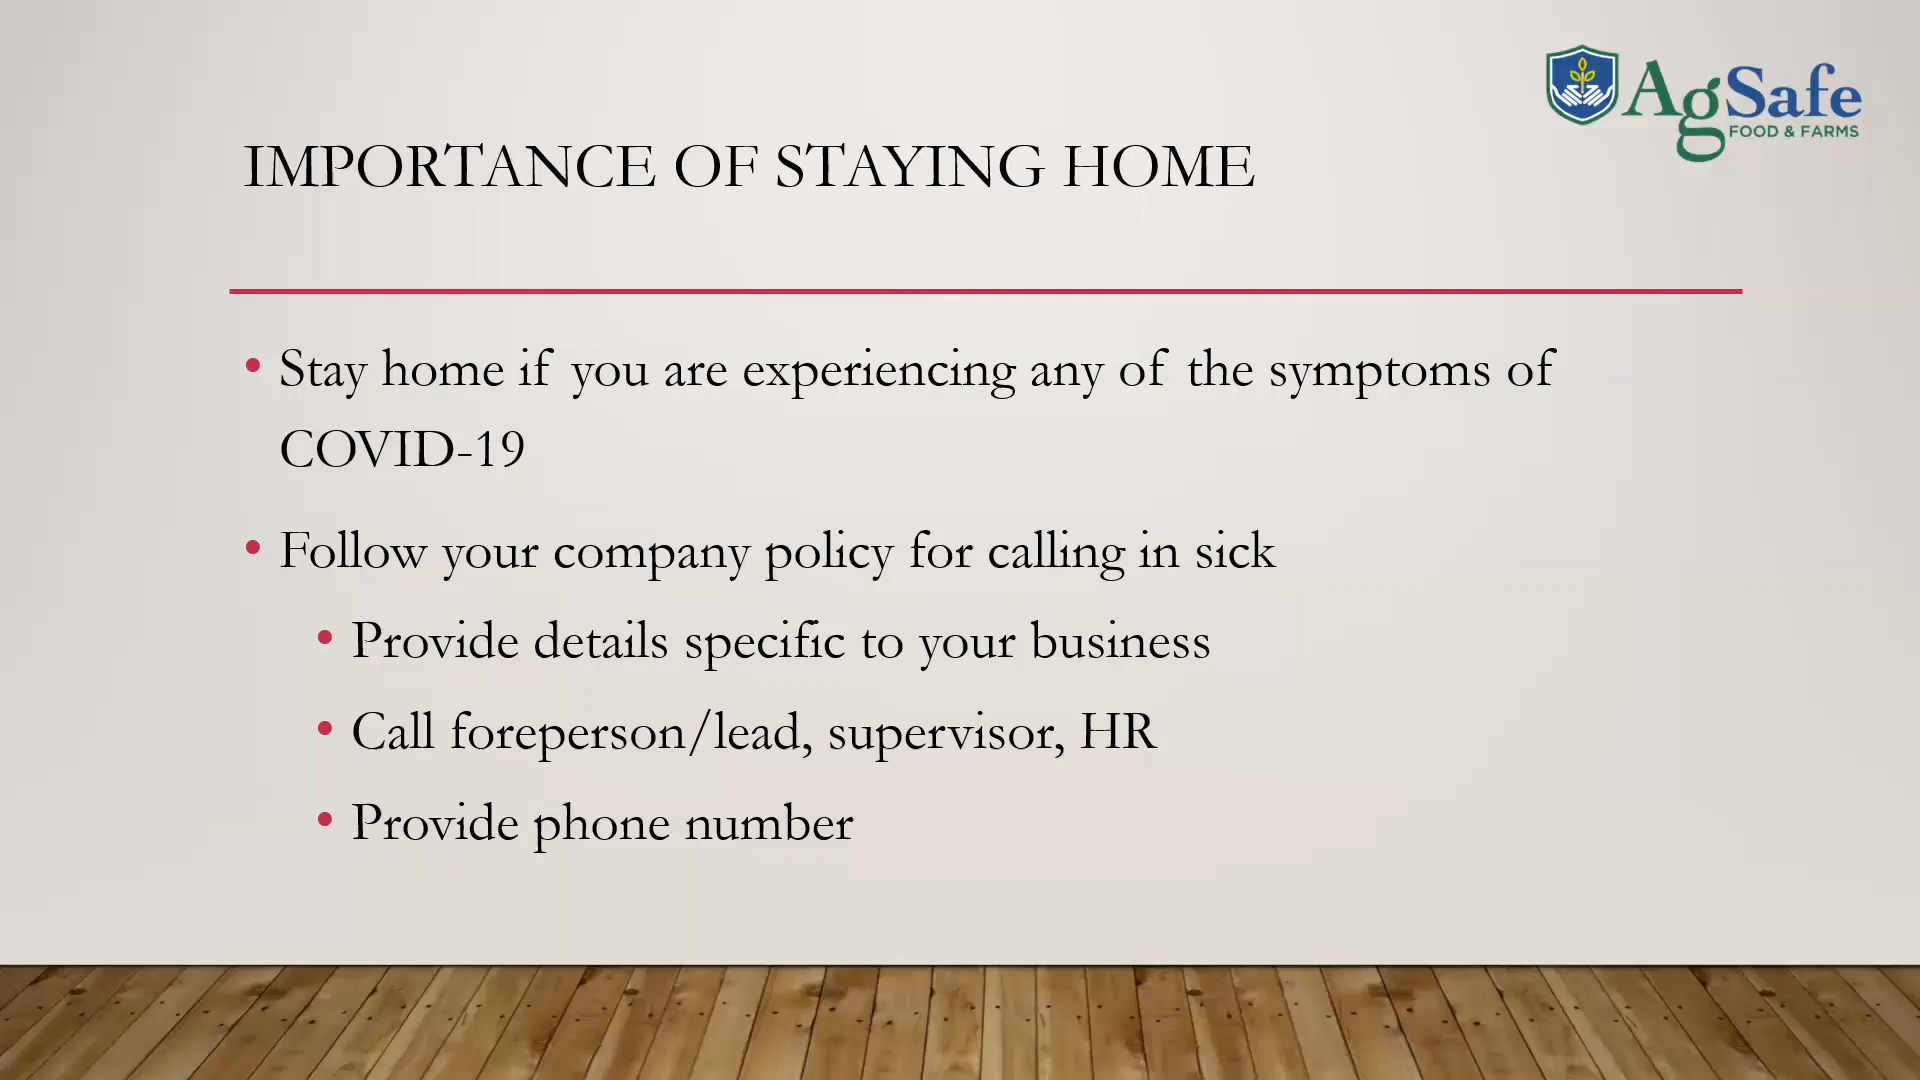 AgSafe
FOOD & FARMS
IMPORTANCE OF STAYING HOME
• Stay home if you are experiencing any of the symptoms of
COVID-19
• Follow your company policy for calling in sick
• Provide details specific to your business
• Call foreperson/lead, supervisor, HR
• Provide phone number